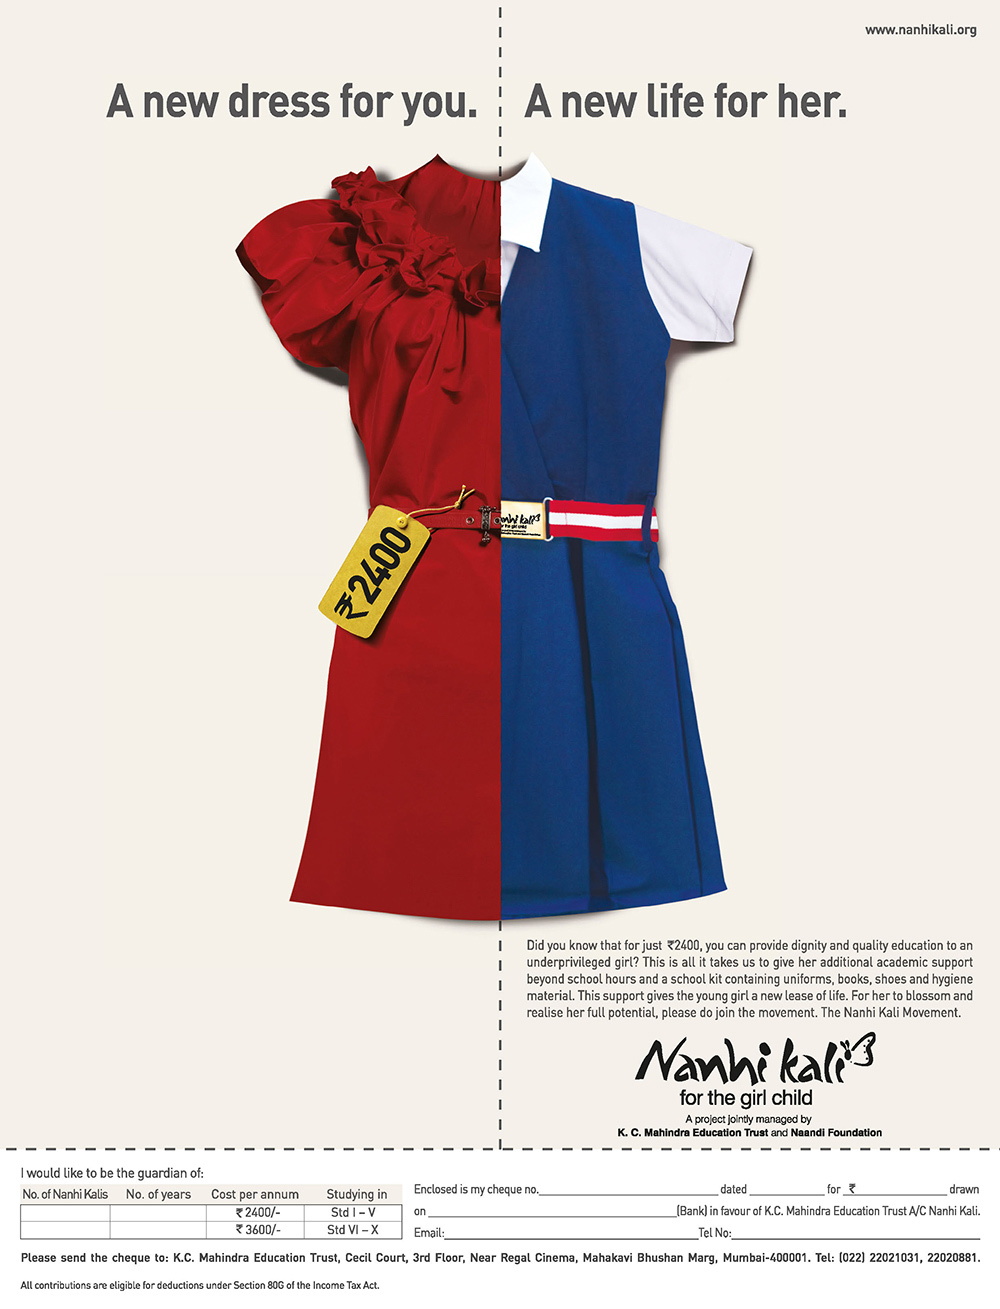 www.nanhikali.org
A new dress for you.
A new life for her.
₹2400
nhi kali
for the girl child
Did you know that for just ₹2400, you can provide dignity and quality education to an
underprivileged girl? This is all it takes us to give her additional academic support
beyond school hours and a school kit containing uniforms, books, shoes and hygiene
material. This support gives the young girl a new lease of life. For her to blossom and
realise her full potential, please do join the movement. The Nanhi Kali Movement.
Nanhi kali
for the girl child
A project jointly managed by
K. C. Mahindra Education Trust and Naandi Foundation
I would like to be the guardian of:
No. of Nanhi Kalis No. of years Cost per annum Studying in
₹ 2400/- Std I – V
₹ 3600/- Std VI – X
Enclosed is my cheque no. dated for ₹ drawn
on (Bank) in favour of K.C. Mahindra Education Trust A/C Nanhi Kali.
Email: Tel No:
Please send the cheque to: K.C. Mahindra Education Trust, Cecil Court, 3rd Floor, Near Regal Cinema, Mahakavi Bhushan Marg, Mumbai-400001. Tel: (022) 22021031, 22020881.
All contributions are eligible for deductions under Section 80G of the Income Tax Act.